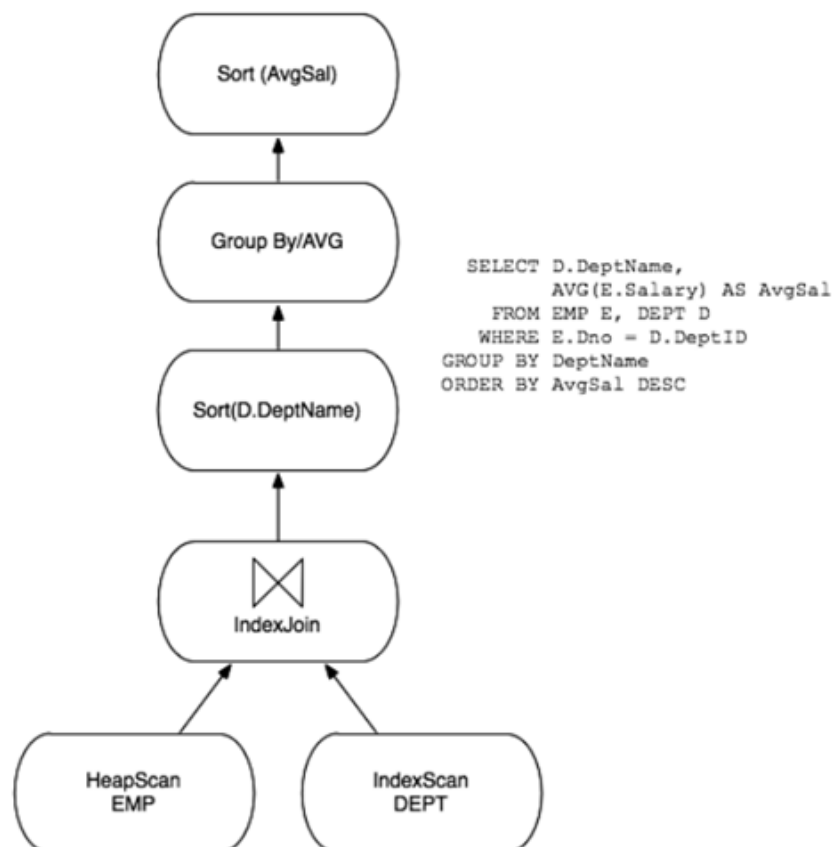 Sort (AvgSal)
Group By/AVG
SELECT D.DeptName,
AVG(E.Salary) AS AvgSal
FROM EMP E, DEPT D
WHERE E.Dno = D.DeptID
GROUP BY DeptName
ORDER BY AvgSal DESC
Sort(D.DeptName)
IndexJoin
HeapScan
EMP
IndexScan
DEPT